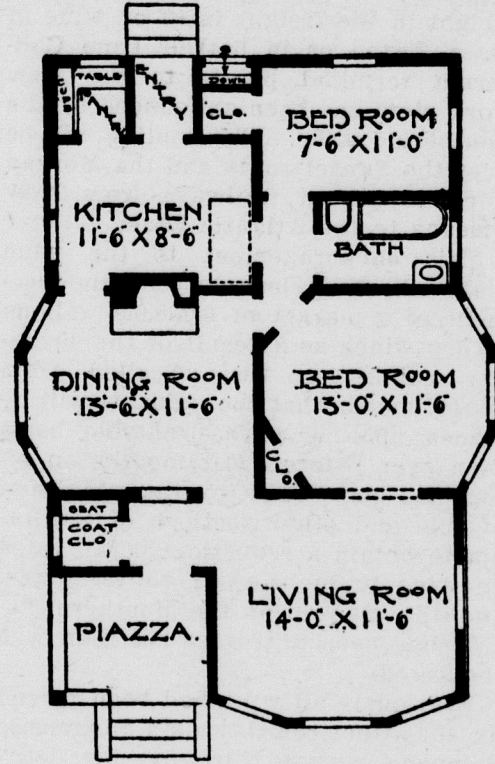 TABLE
DESC
PANTRY
ENTRY
DOWN
CLO.
BED ROOM
7-6 X 11-0
KITCHEN
11-6 X 8-6
BATH
DINING ROOM
13-6 X 11-6
BED ROOM
13-0 X 11-6
CLO.
SEAT
COAT
CLO.
LIVING ROOM
14-0 X 11-6
PIAZZA.